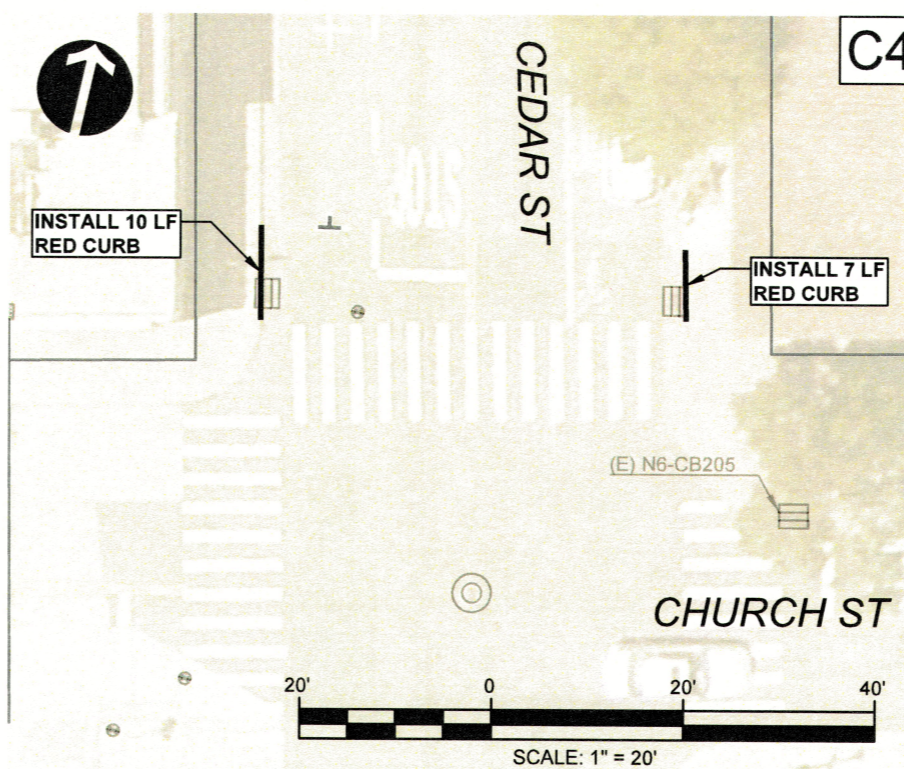 C4
CEDAR ST
STOP
INSTALL 10 LF
RED CURB
INSTALL 7 LF
RED CURB
(E) N6-CB205
CHURCH ST
20' 0 20' 40'
SCALE: 1" = 20'